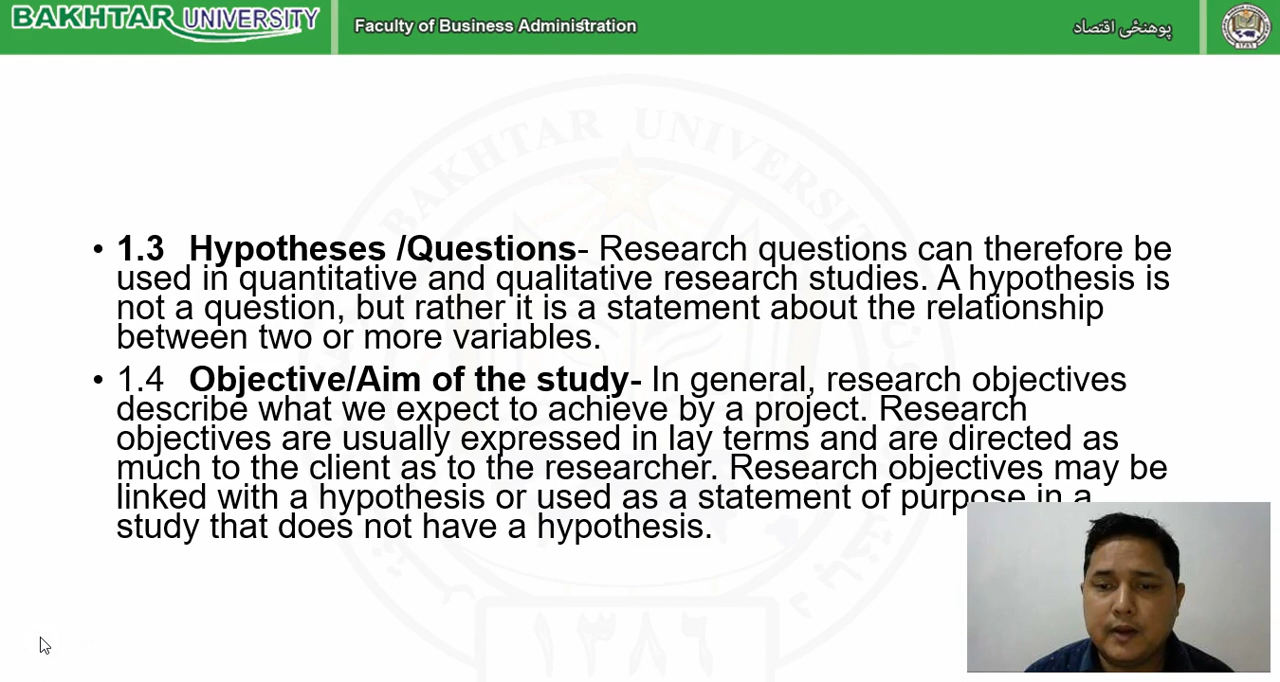 BAKHTAR UNIVERSITY
Faculty of Business Administration
پوهنځی اقتصاد
BAKHTAR UNIVERSITY
• 1.3 Hypotheses /Questions- Research questions can therefore be
used in quantitative and qualitative research studies. A hypothesis is
not a question, but rather it is a statement about the relationship
between two or more variables.
• 1.4 Objective/Aim of the study- In general, research objectives
describe what we expect to achieve by a project. Research
objectives are usually expressed in lay terms and are directed as
much to the client as to the researcher. Research objectives may be
linked with a hypothesis or used as a statement of purpose in a
study that does not have a hypothesis.
١٣٨٦